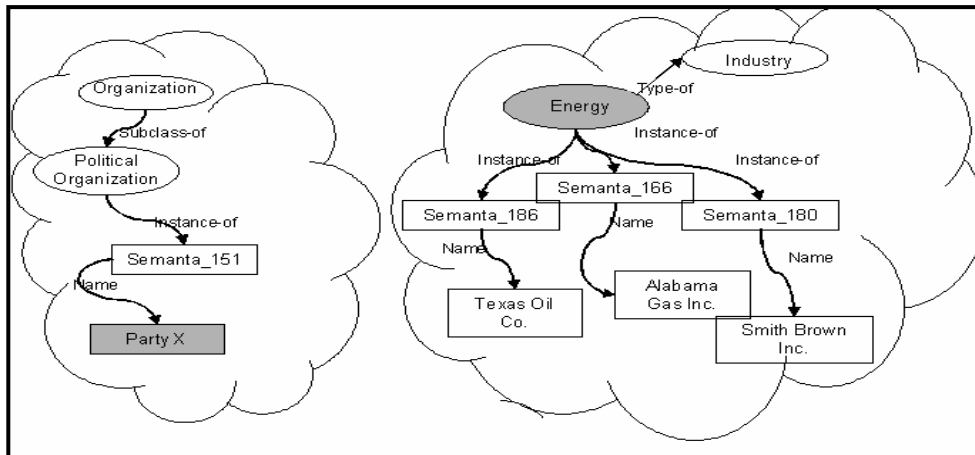 Organization
Subclass-of
Political
Organization
Instance-of
Semanta_151
Name
Party X
Industry
Type-of
Energy
Instance-of
Instance-of
Instance-of
Semanta_166
Semanta_186
Semanta_180
Name
Name
Name
Texas Oil
Co.
Alabama
Gas Inc.
Smith Brown
Inc.